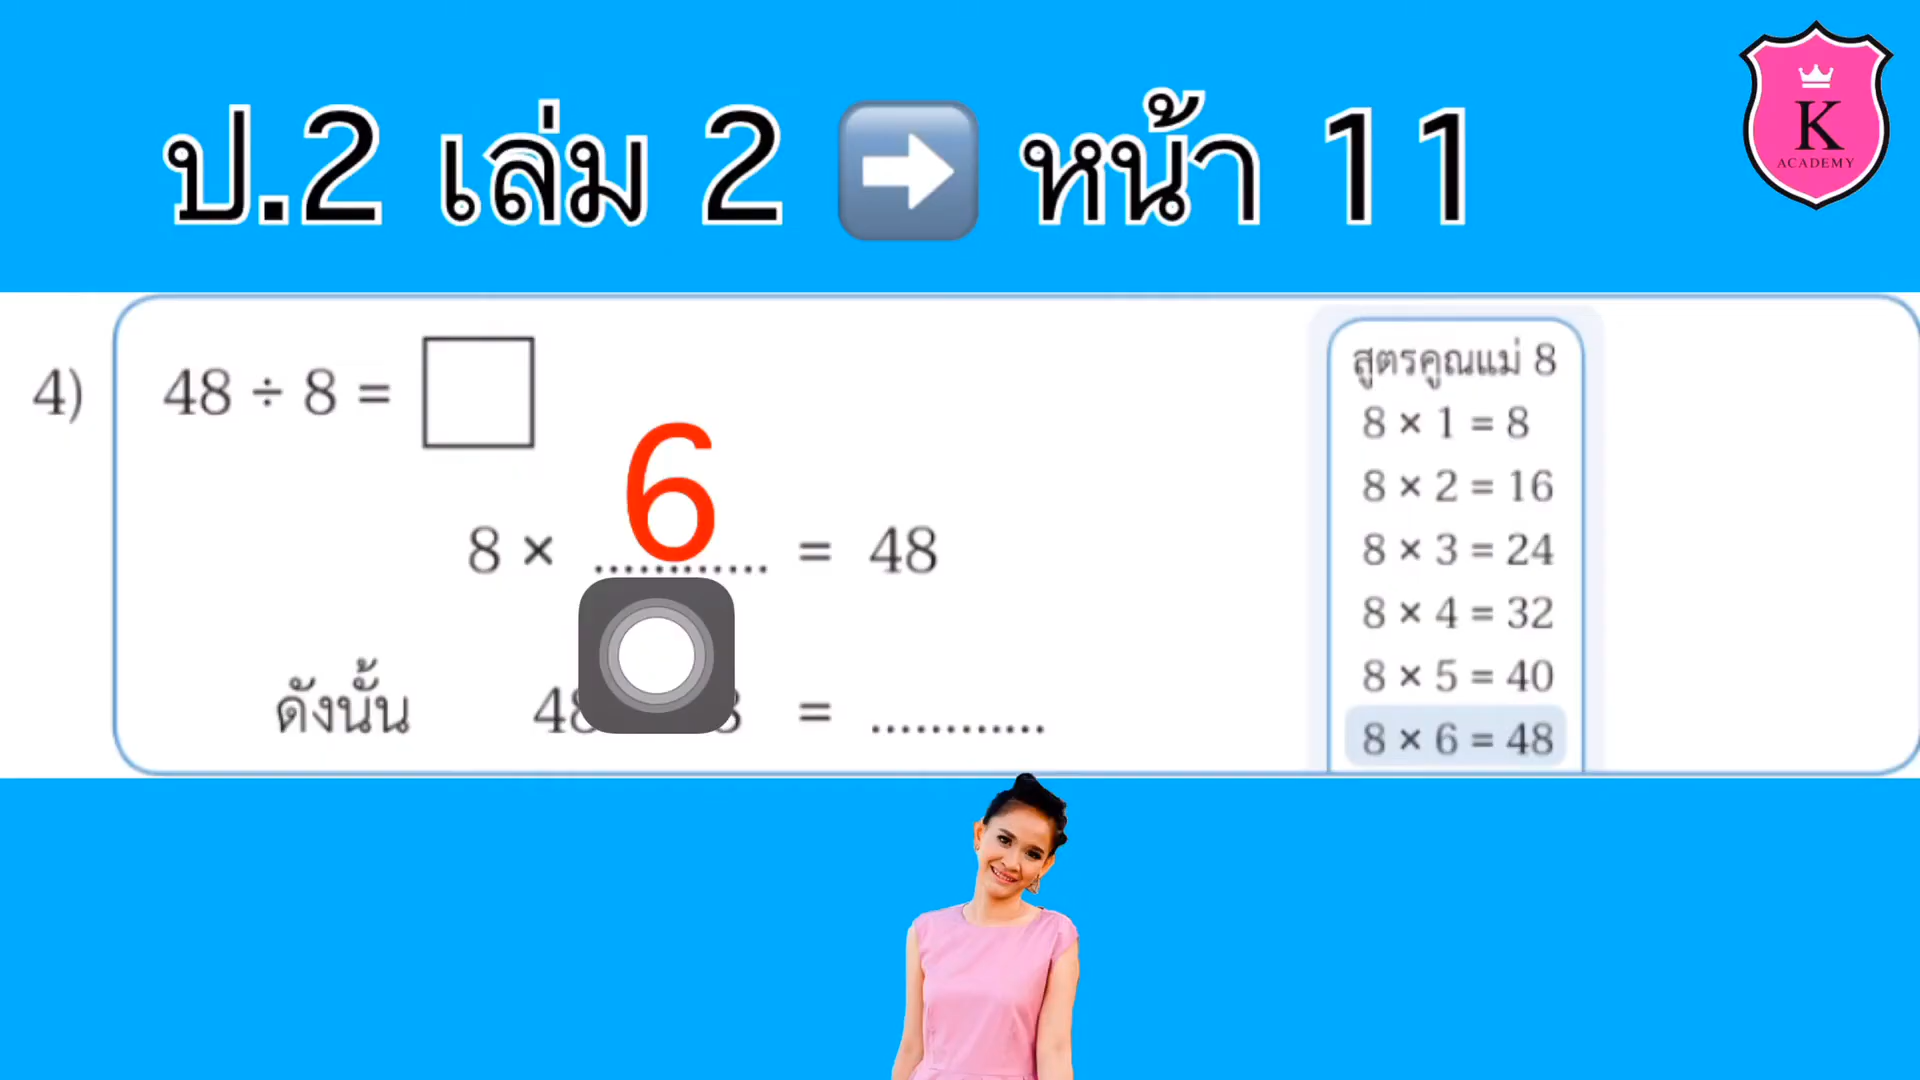 ป.2 เล่ม 2 ➡ หน้า 11
K
ACADEMY
4) 48 ÷ 8 =
8 × 6 = 48
ดังนั้น 48 8 = ............
สูตรคูณแม่ 8
8 × 1 = 8
8 × 2 = 16
8 × 3 = 24
8 × 4 = 32
8 × 5 = 40
8 × 6 = 48